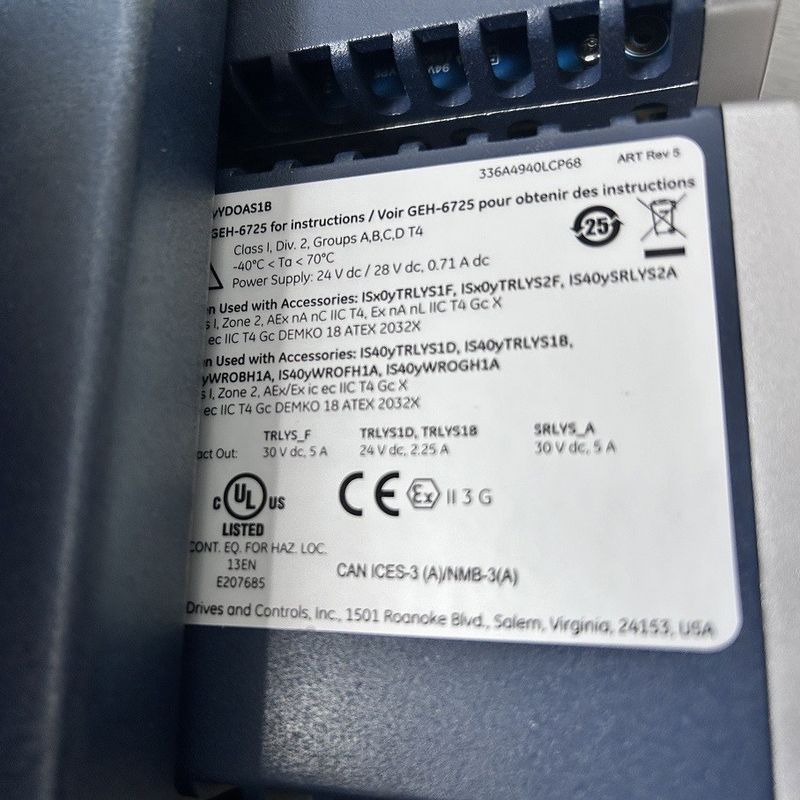 336A4940LCP68 ART Rev 5
yYDOAS1B
GEH-6725 for instructions / Voir GEH-6725 pour obtenir des instructions
25
Class I, Div. 2, Groups A,B,C,D T4
-40°C < Ta < 70°C
Power Supply: 24 V dc / 28 V dc, 0.71 A dc
n Used with Accessories: ISx0yTRLYS1F, ISx0yTRLYS2F, IS40ySRLYS2A
s I, Zone 2, AEx nA nC IIC T4, Ex nA nL IIC T4 Gc X
ec IIC T4 Gc DEMKO 18 ATEX 2032X
n Used with Accessories: IS40yTRLYS1D, IS40yTRLYS1B,
yWROBH1A, IS40yWROFH1A, IS40yWROGH1A
s I, Zone 2, AEx/Ex ic ec IIC T4 Gc X
ec IIC T4 Gc DEMKO 18 ATEX 2032X
TRLYS_F TRLYS1D, TRLYS1B SRLYS_A
act Out: 30 V dc, 5 A 24 V dc, 2.25 A 30 V dc, 5 A
C UL US CE Ex II 3 G
LISTED
CONT. EQ. FOR HAZ. LOC.
13EN
E207685
CAN ICES-3 (A)/NMB-3(A)
Drives and Controls, Inc., 1501 Roanoke Blvd., Salem, Virginia, 24153, USA